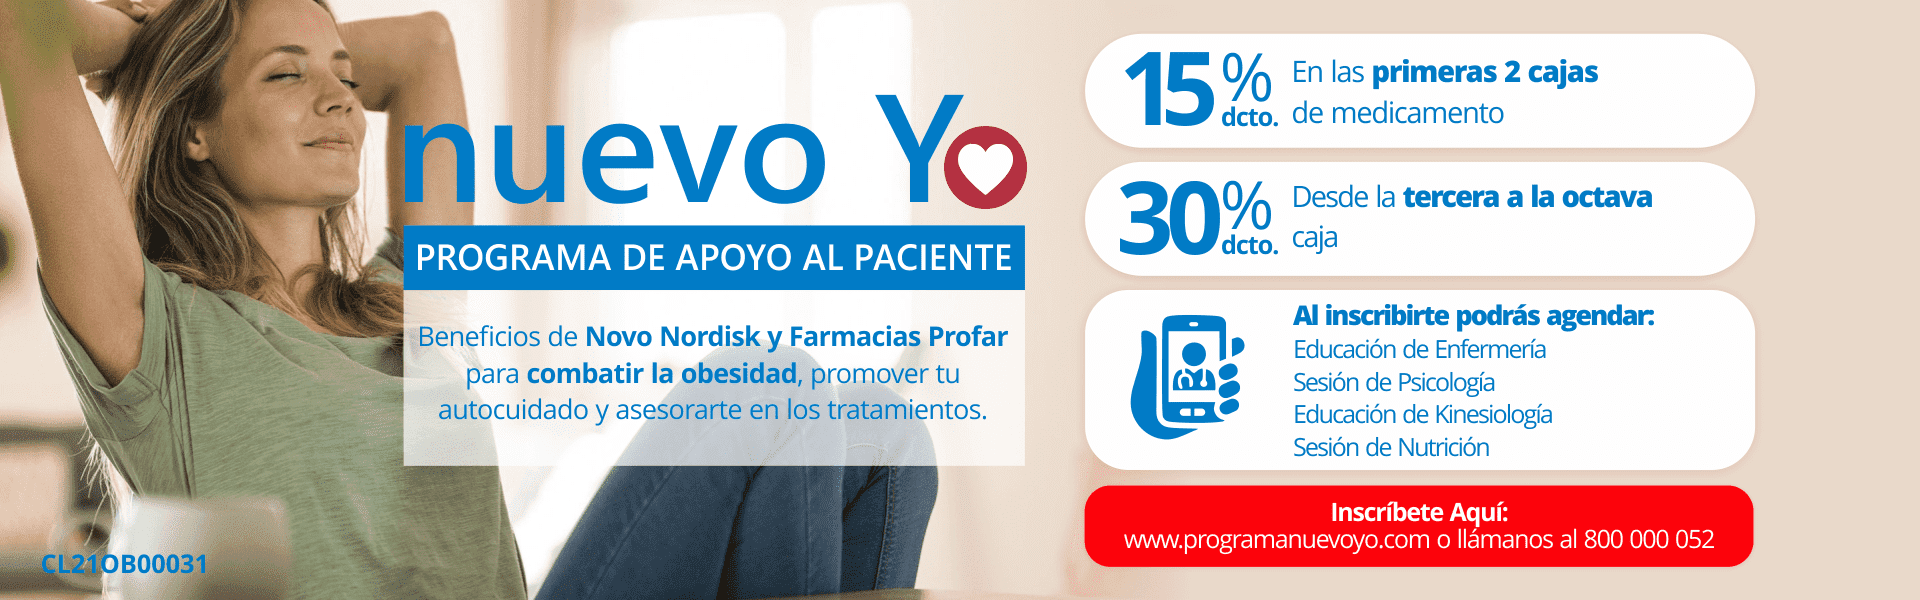 nuevo Yo
PROGRAMA DE APOYO AL PACIENTE
Beneficios de Novo Nordisk y Farmacias Profar
para combatir la obesidad, promover tu
autocuidado y asesorarte en los tratamientos.
CL21OB00031
15% dcto. En las primeras 2 cajas
de medicamento
30% dcto. Desde la tercera a la octava
caja
Al inscribirte podrás agendar:
Educación de Enfermería
Sesión de Psicología
Educación de Kinesiología
Sesión de Nutrición
Inscríbete Aquí:
www.programanuevoyo.com o llámanos al 800 000 052